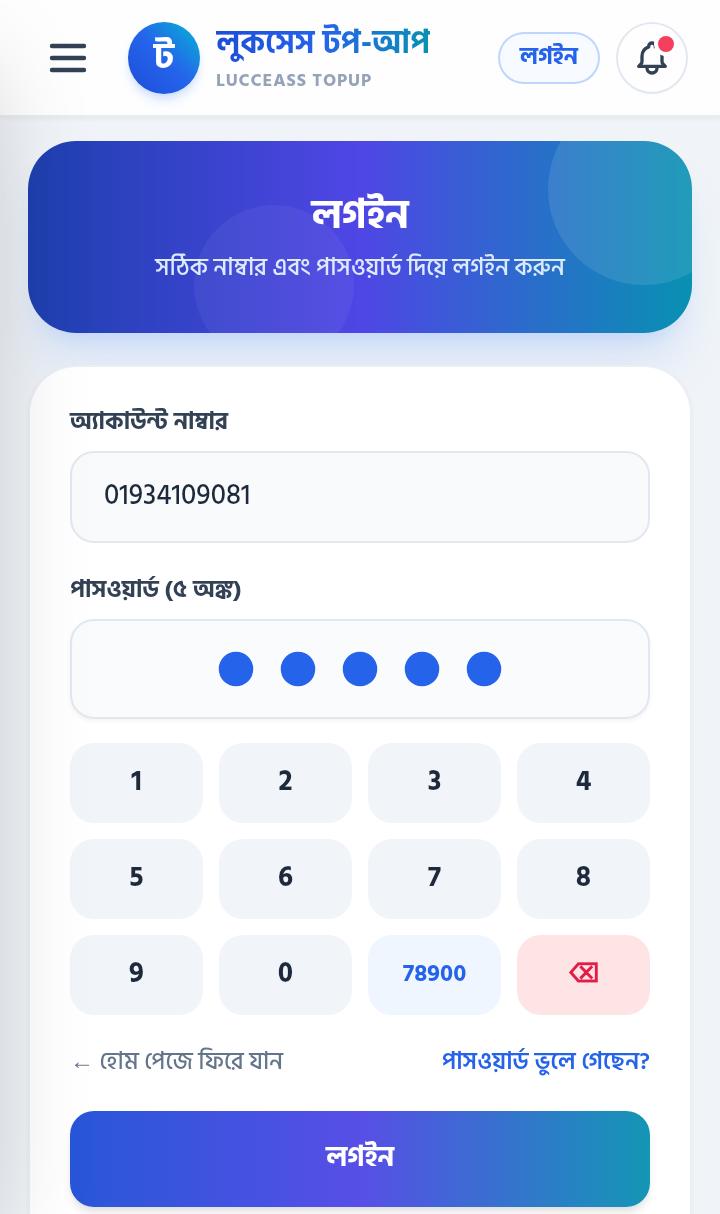 ট
লুকসেস টপ-আপ
LUCCEASS TOPUP
লগইন
লগইন
সঠিক নাম্বার এবং পাসওয়ার্ড দিয়ে লগইন করুন
অ্যাকাউন্ট নাম্বার
01934109081
পাসওয়ার্ড (৫ অঙ্ক)
1 2 3 4
5 6 7 8
9 0 78900
← হোম পেজে ফিরে যান পাসওয়ার্ড ভুলে গেছেন?
লগইন